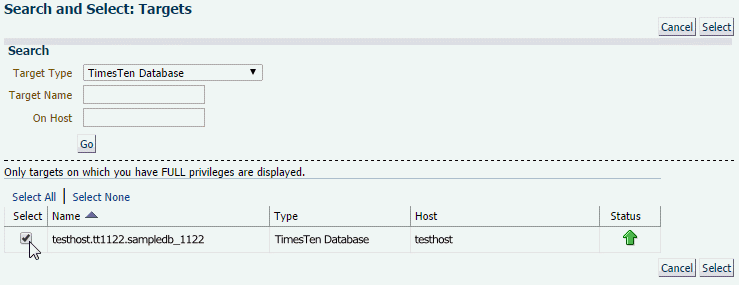 Search and Select: Targets
Cancel Select
Search
Target Type TimesTen Database
Target Name
On Host
Go
Only targets on which you have FULL privileges are displayed.
Select All Select None
Select Name Type Host Status
testhost.tt1122.sampledb_1122 TimesTen Database testhost
Cancel Select